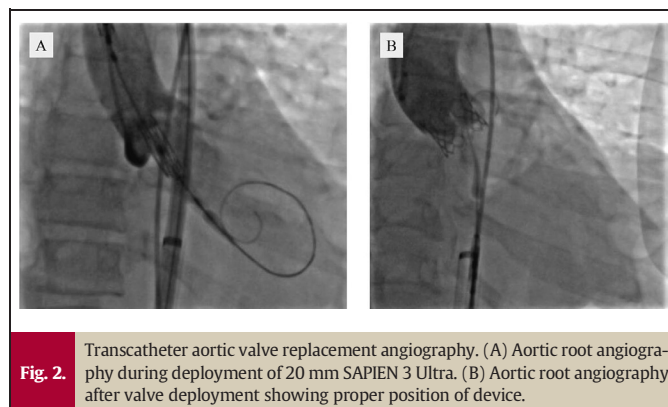 A
B
Fig. 2.
Transcatheter aortic valve replacement angiography. (A) Aortic root angiogra-
phy during deployment of 20 mm SAPIEN 3 Ultra. (B) Aortic root angiography
after valve deployment showing proper position of device.